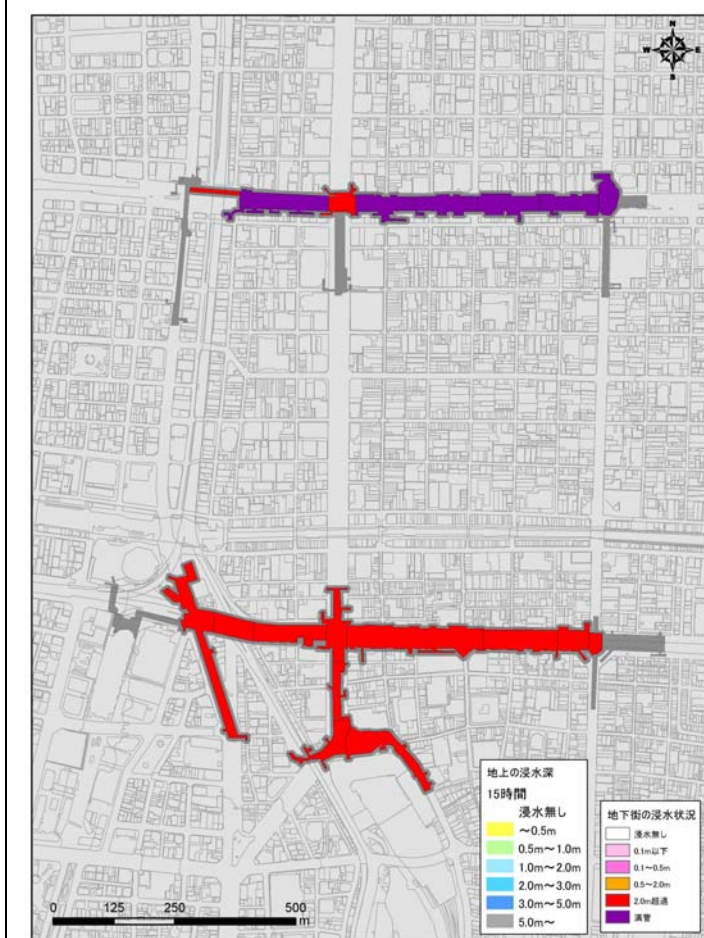 N
W E
S
地上の浸水深
15時間
浸水無し
～0.5m
0.5m～1.0m
1.0m～2.0m
2.0m～3.0m
3.0m～5.0m
5.0m～
地下街の浸水状況
浸水無し
0.1m以下
0.1～0.5m
0.5～2.0m
2.0m超過
満管
0 125 250 500
m